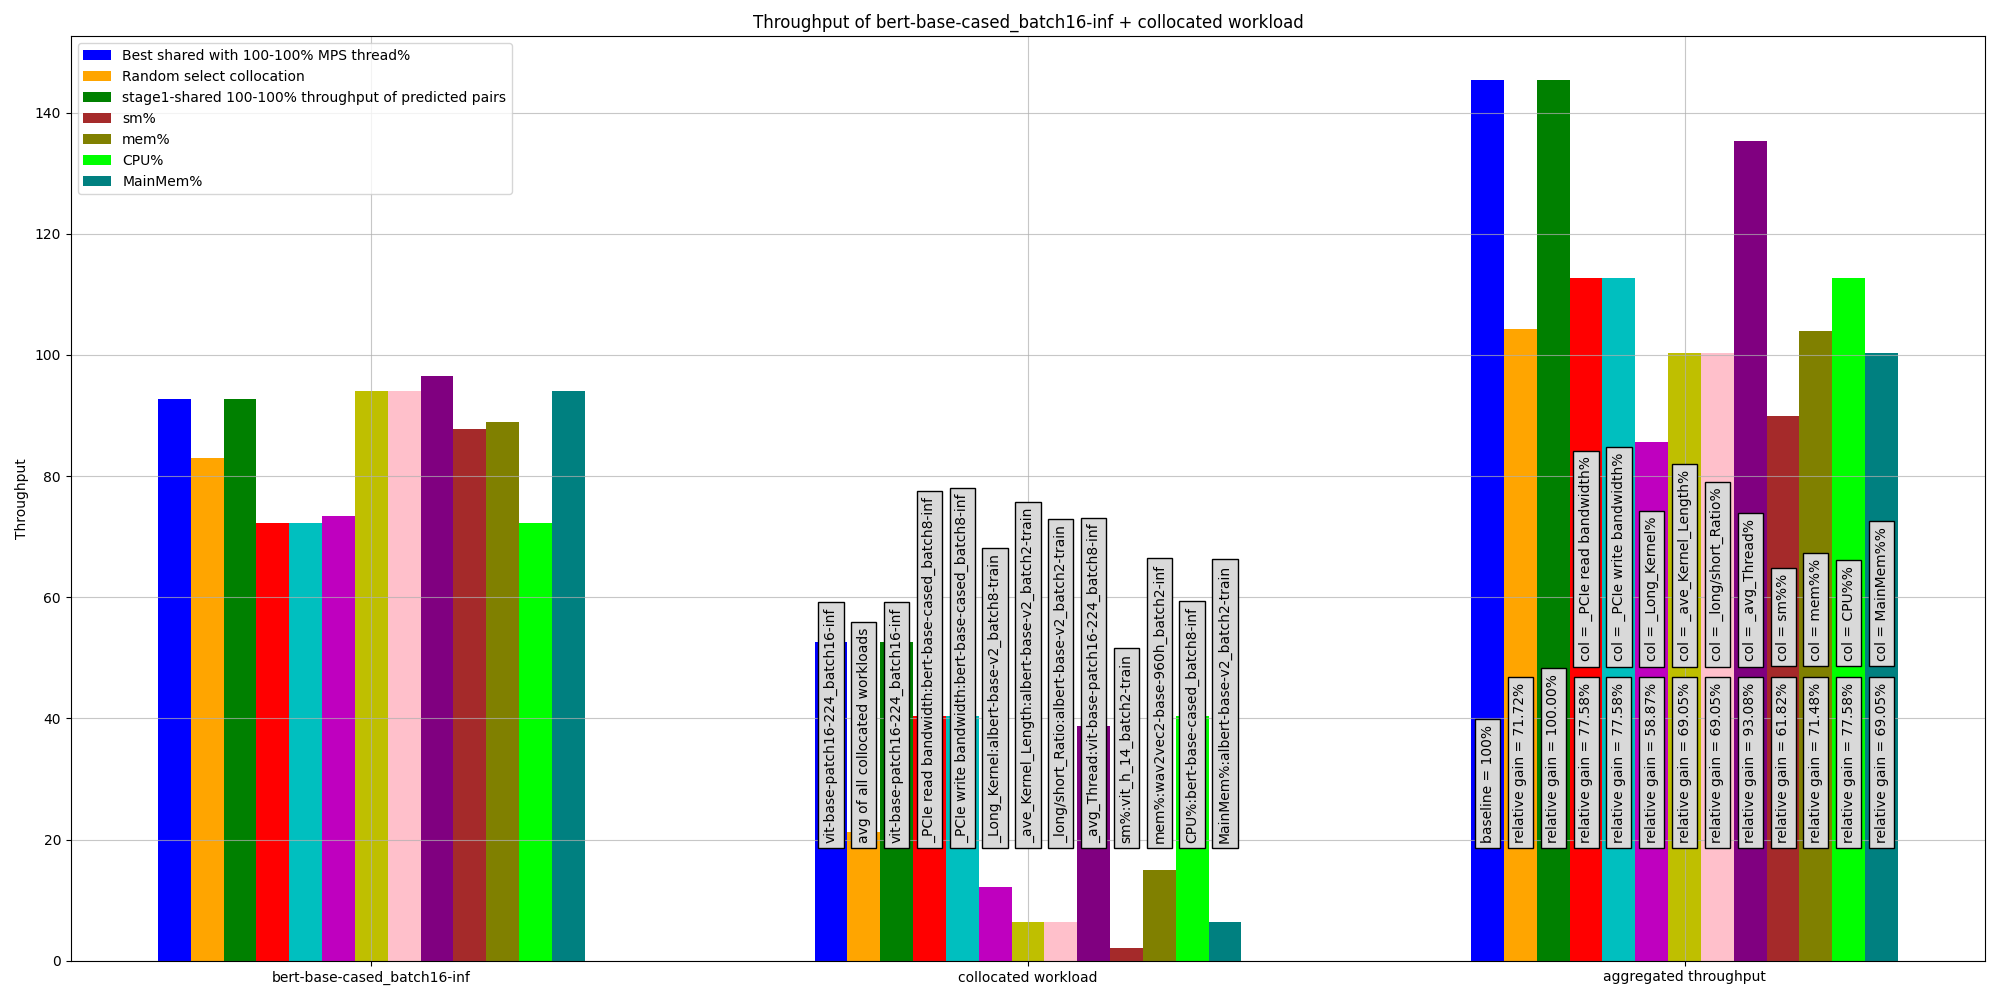 Throughput of bert-base-cased_batch16-inf + collocated workload
Best shared with 100-100% MPS thread%
Random select collocation
stage1-shared 100-100% throughput of predicted pairs
sm%
mem%
CPU%
MainMem%
Throughput
140
120
100
80
60
40
20
0
vit-base-patch16-224_batch16-inf
avg of all collocated workloads
vit-base-patch16-224_batch16-inf
_PCIe read bandwidth:bert-base-cased_batch8-inf
_PCIe write bandwidth:bert-base-cased_batch8-inf
_Long_Kernel:albert-base-v2_batch8-train
_ave_Kernel_Length:albert-base-v2_batch2-train
_long/short_Ratio:albert-base-v2_batch2-train
_avg_Thread:vit-base-patch16-224_batch8-inf
sm%:vit_h_14_batch2-train
mem%:wav2vec2-base-960h_batch2-inf
CPU%:bert-base-cased_batch8-inf
MainMem%:albert-base-v2_batch2-train
col = _PCIe read bandwidth%
col = _PCIe write bandwidth%
col = _Long_Kernel%
col = _ave_Kernel_Length%
col = _long/short_Ratio%
col = _avg_Thread%
col = sm%%
col = mem%%
col = CPU%%
col = MainMem%%
baseline = 100%
relative gain = 71.72%
relative gain = 100.00%
relative gain = 77.58%
relative gain = 77.58%
relative gain = 58.87%
relative gain = 69.05%
relative gain = 69.05%
relative gain = 93.08%
relative gain = 61.82%
relative gain = 71.48%
relative gain = 77.58%
relative gain = 69.05%
bert-base-cased_batch16-inf
collocated workload
aggregated throughput